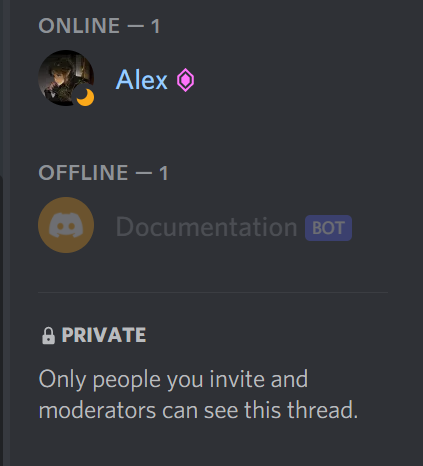 ONLINE — 1
Alex
OFFLINE — 1
Documentation BOT
PRIVATE
Only people you invite and
moderators can see this thread.